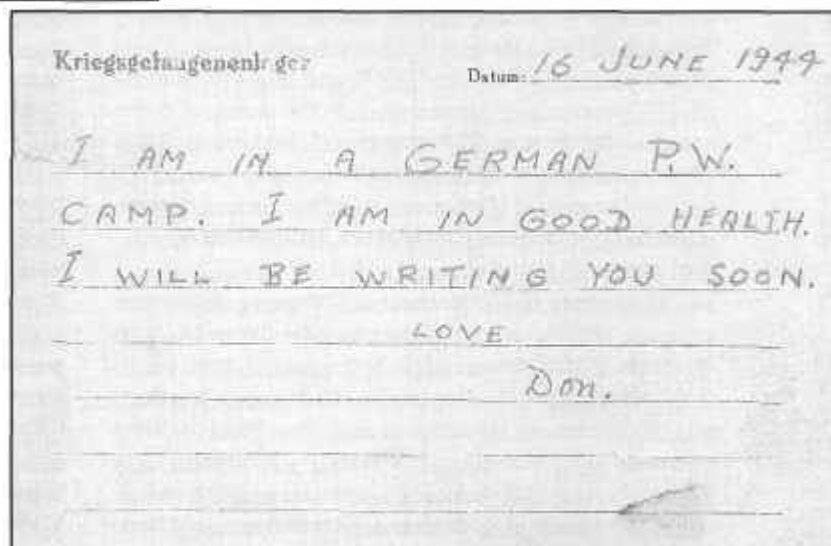 Kriegsgefangenenlager
Datum: 16 JUNE 1944
I AM IN A GERMAN P.W.
CAMP. I AM IN GOOD HEALTH.
I WILL BE WRITING YOU SOON.
LOVE
Don.